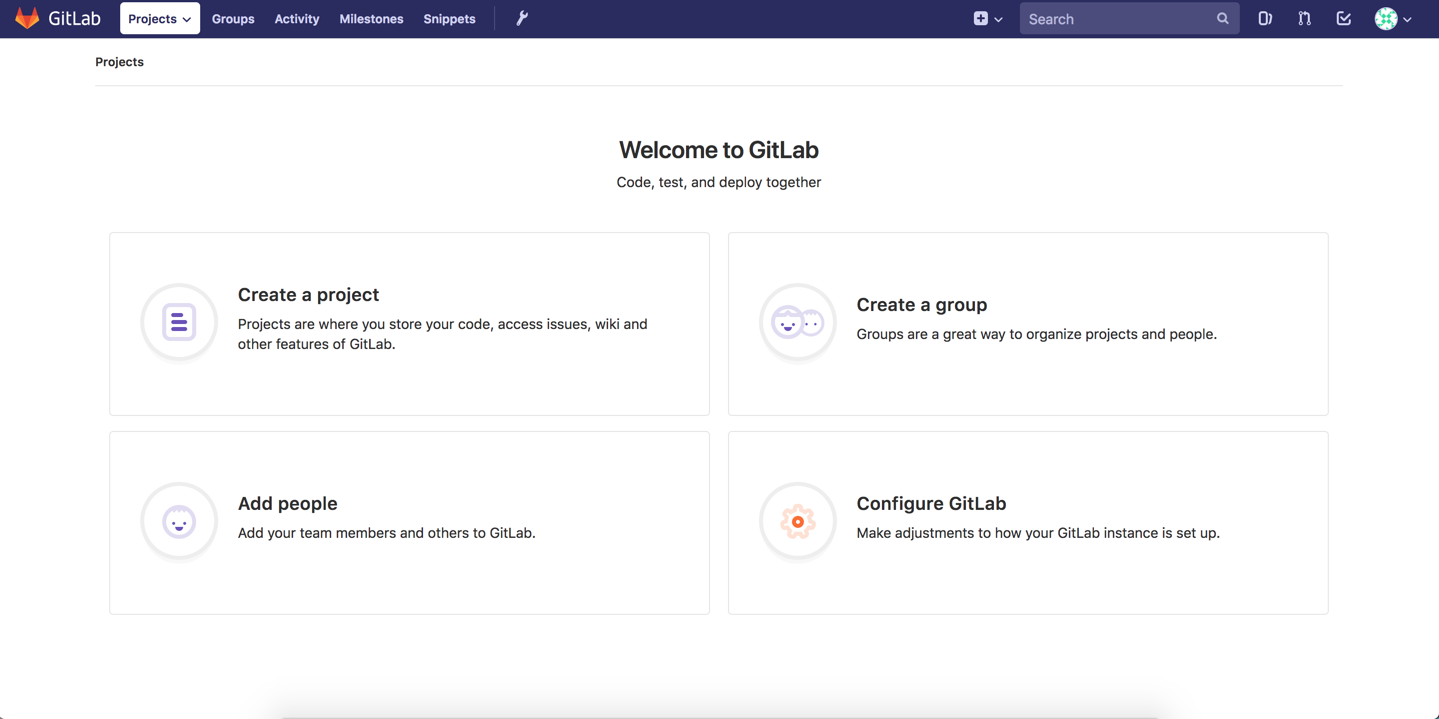 GitLab Projects Groups Activity Milestones Snippets Search
Projects
Welcome to GitLab
Code, test, and deploy together
Create a project
Projects are where you store your code, access issues, wiki and
other features of GitLab.
Create a group
Groups are a great way to organize projects and people.
Add people
Add your team members and others to GitLab.
Configure GitLab
Make adjustments to how your GitLab instance is set up.